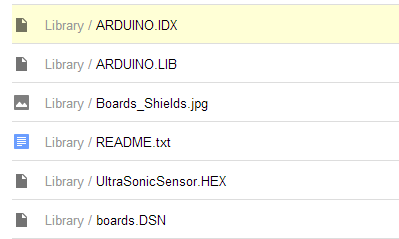 Library / ARDUINO.IDX
Library / ARDUINO.LIB
Library / Boards_Shields.jpg
Library / README.txt
Library / UltraSonicSensor.HEX
Library / boards.DSN